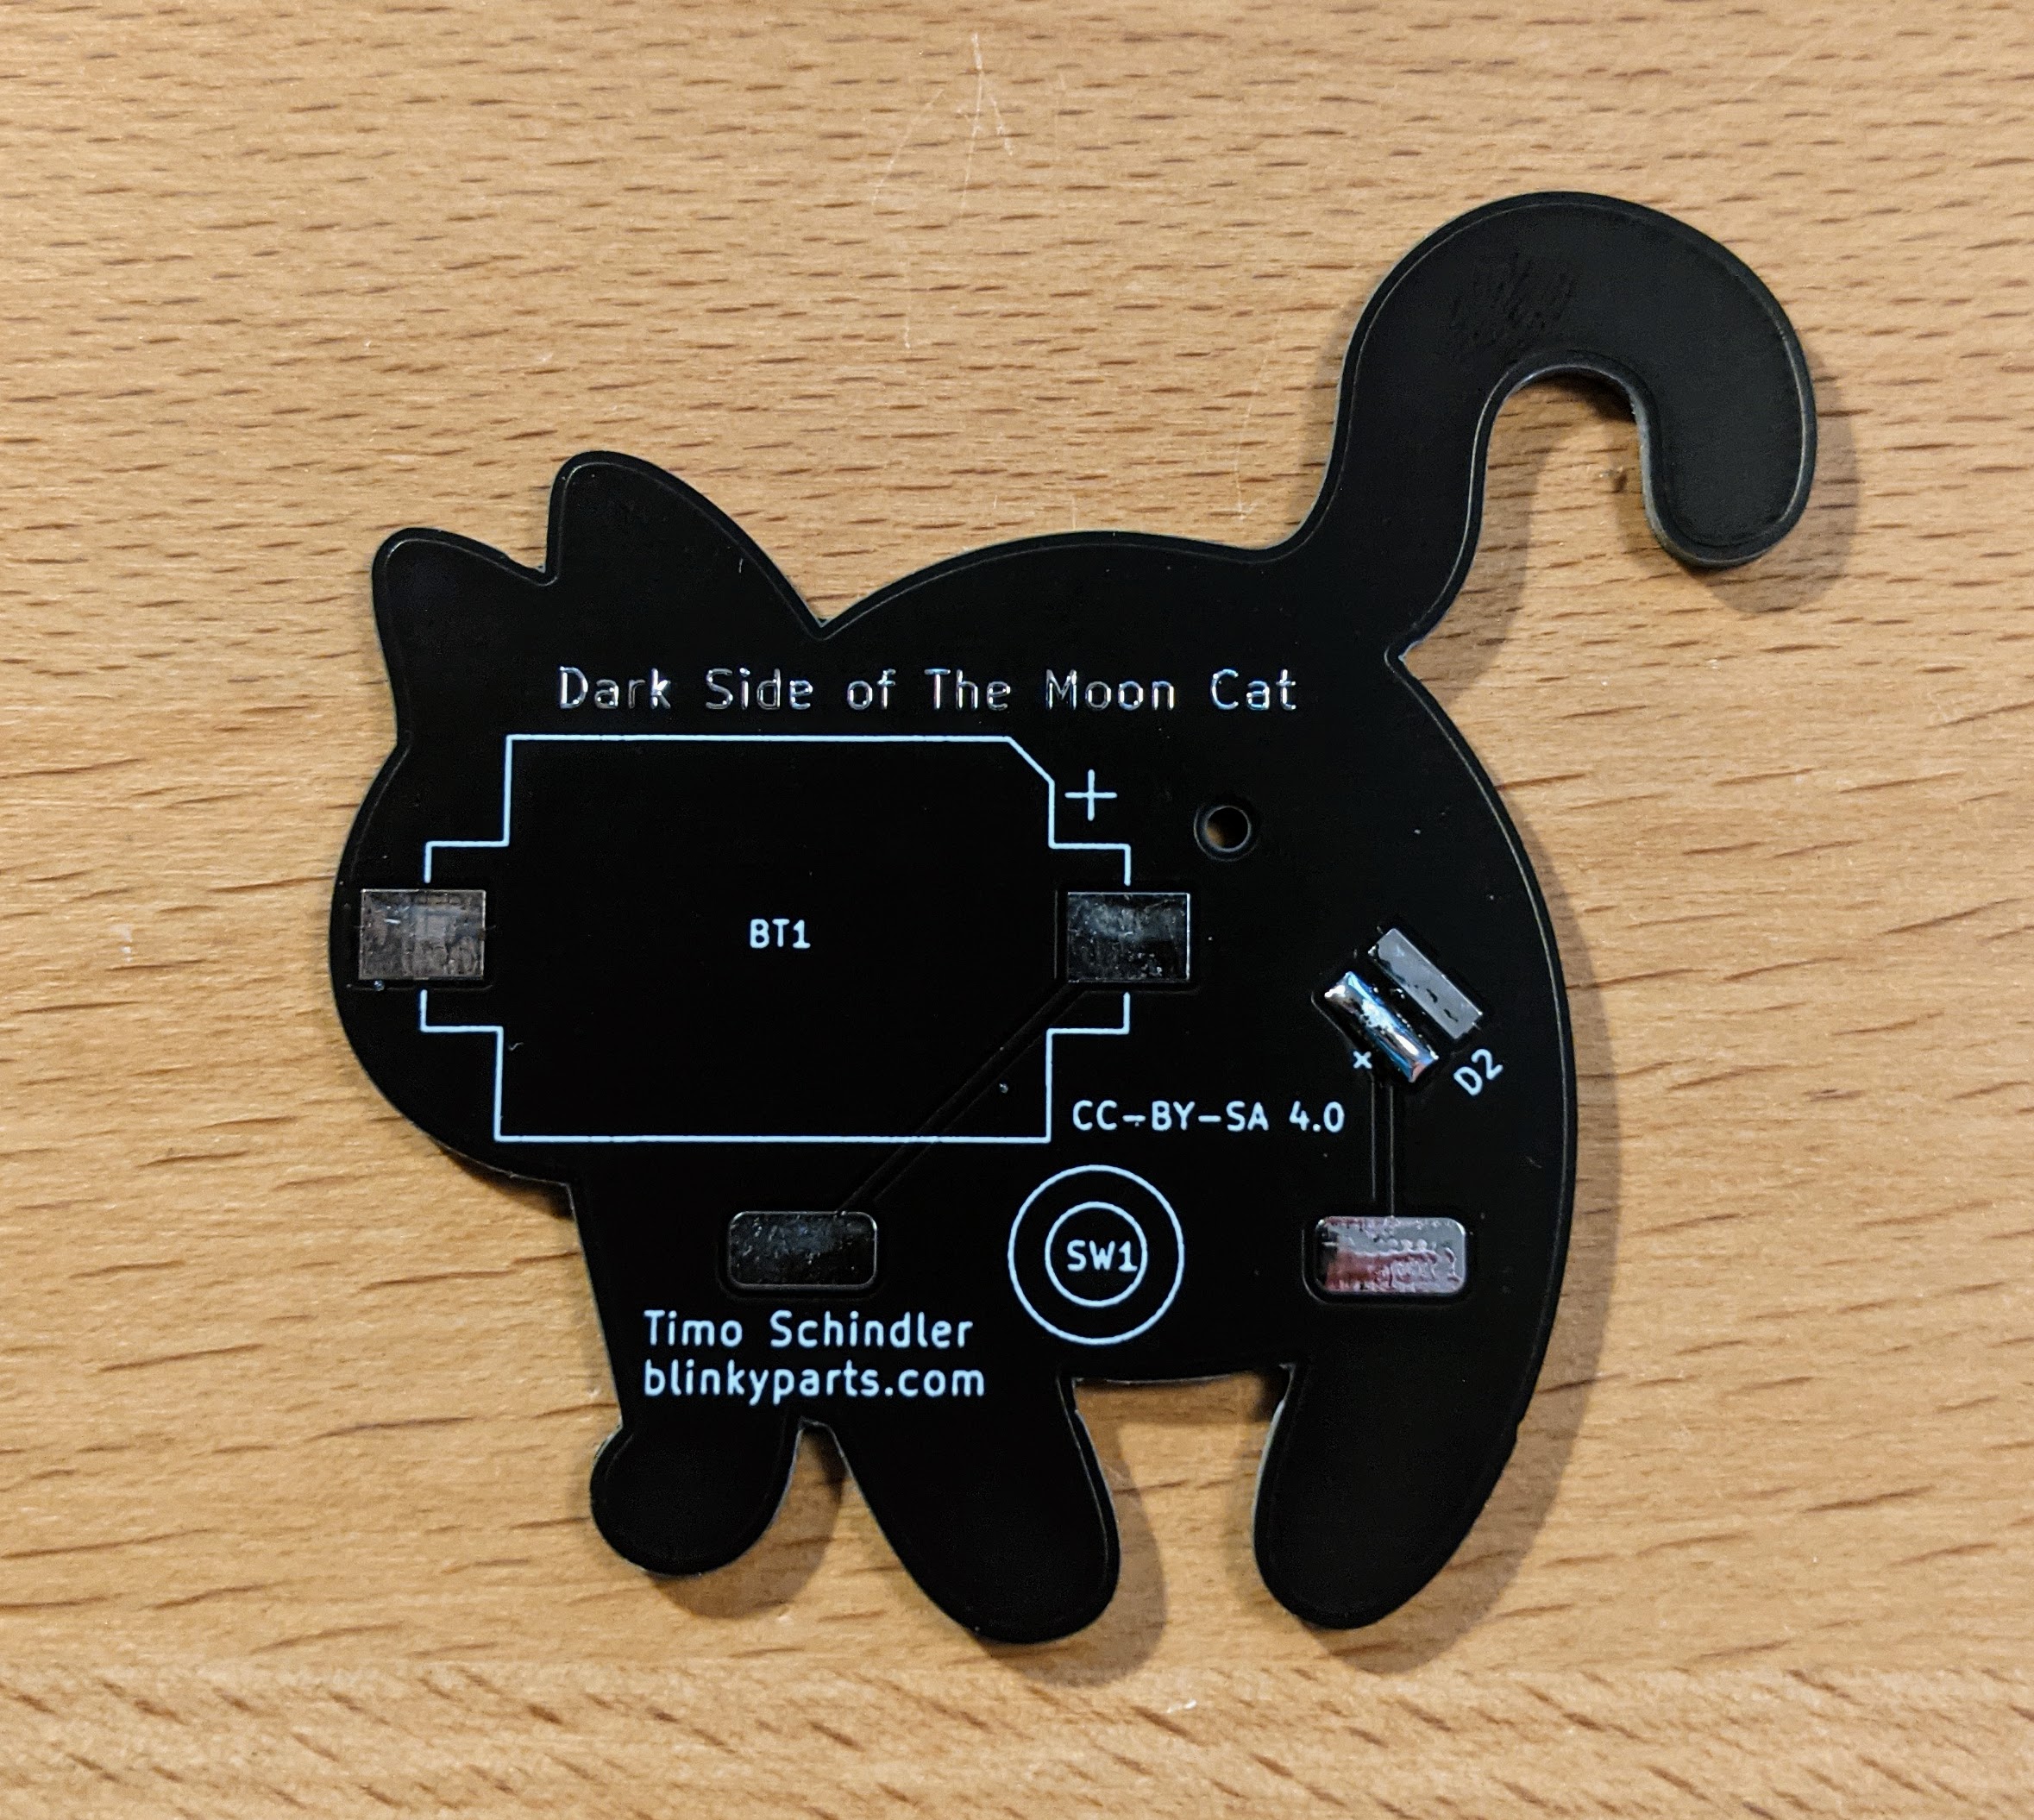 Dark Side of The Moon Cat
+
BT1
+
D2
CC-BY-SA 4.0
SW1
Timo Schindler
blinkyparts.com